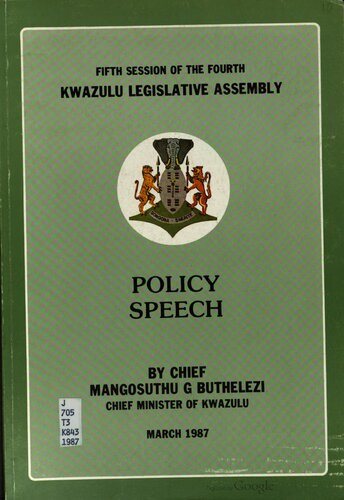 FIFTH SESSION OF THE FOURTH
KWAZULU LEGISLATIVE ASSEMBLY
POLICY
SPEECH
BY CHIEF
MANGOSUTHU G BUTHELEZI
CHIEF MINISTER OF KWAZULU
J
705
T3
K843
1987
MARCH 1987
Google